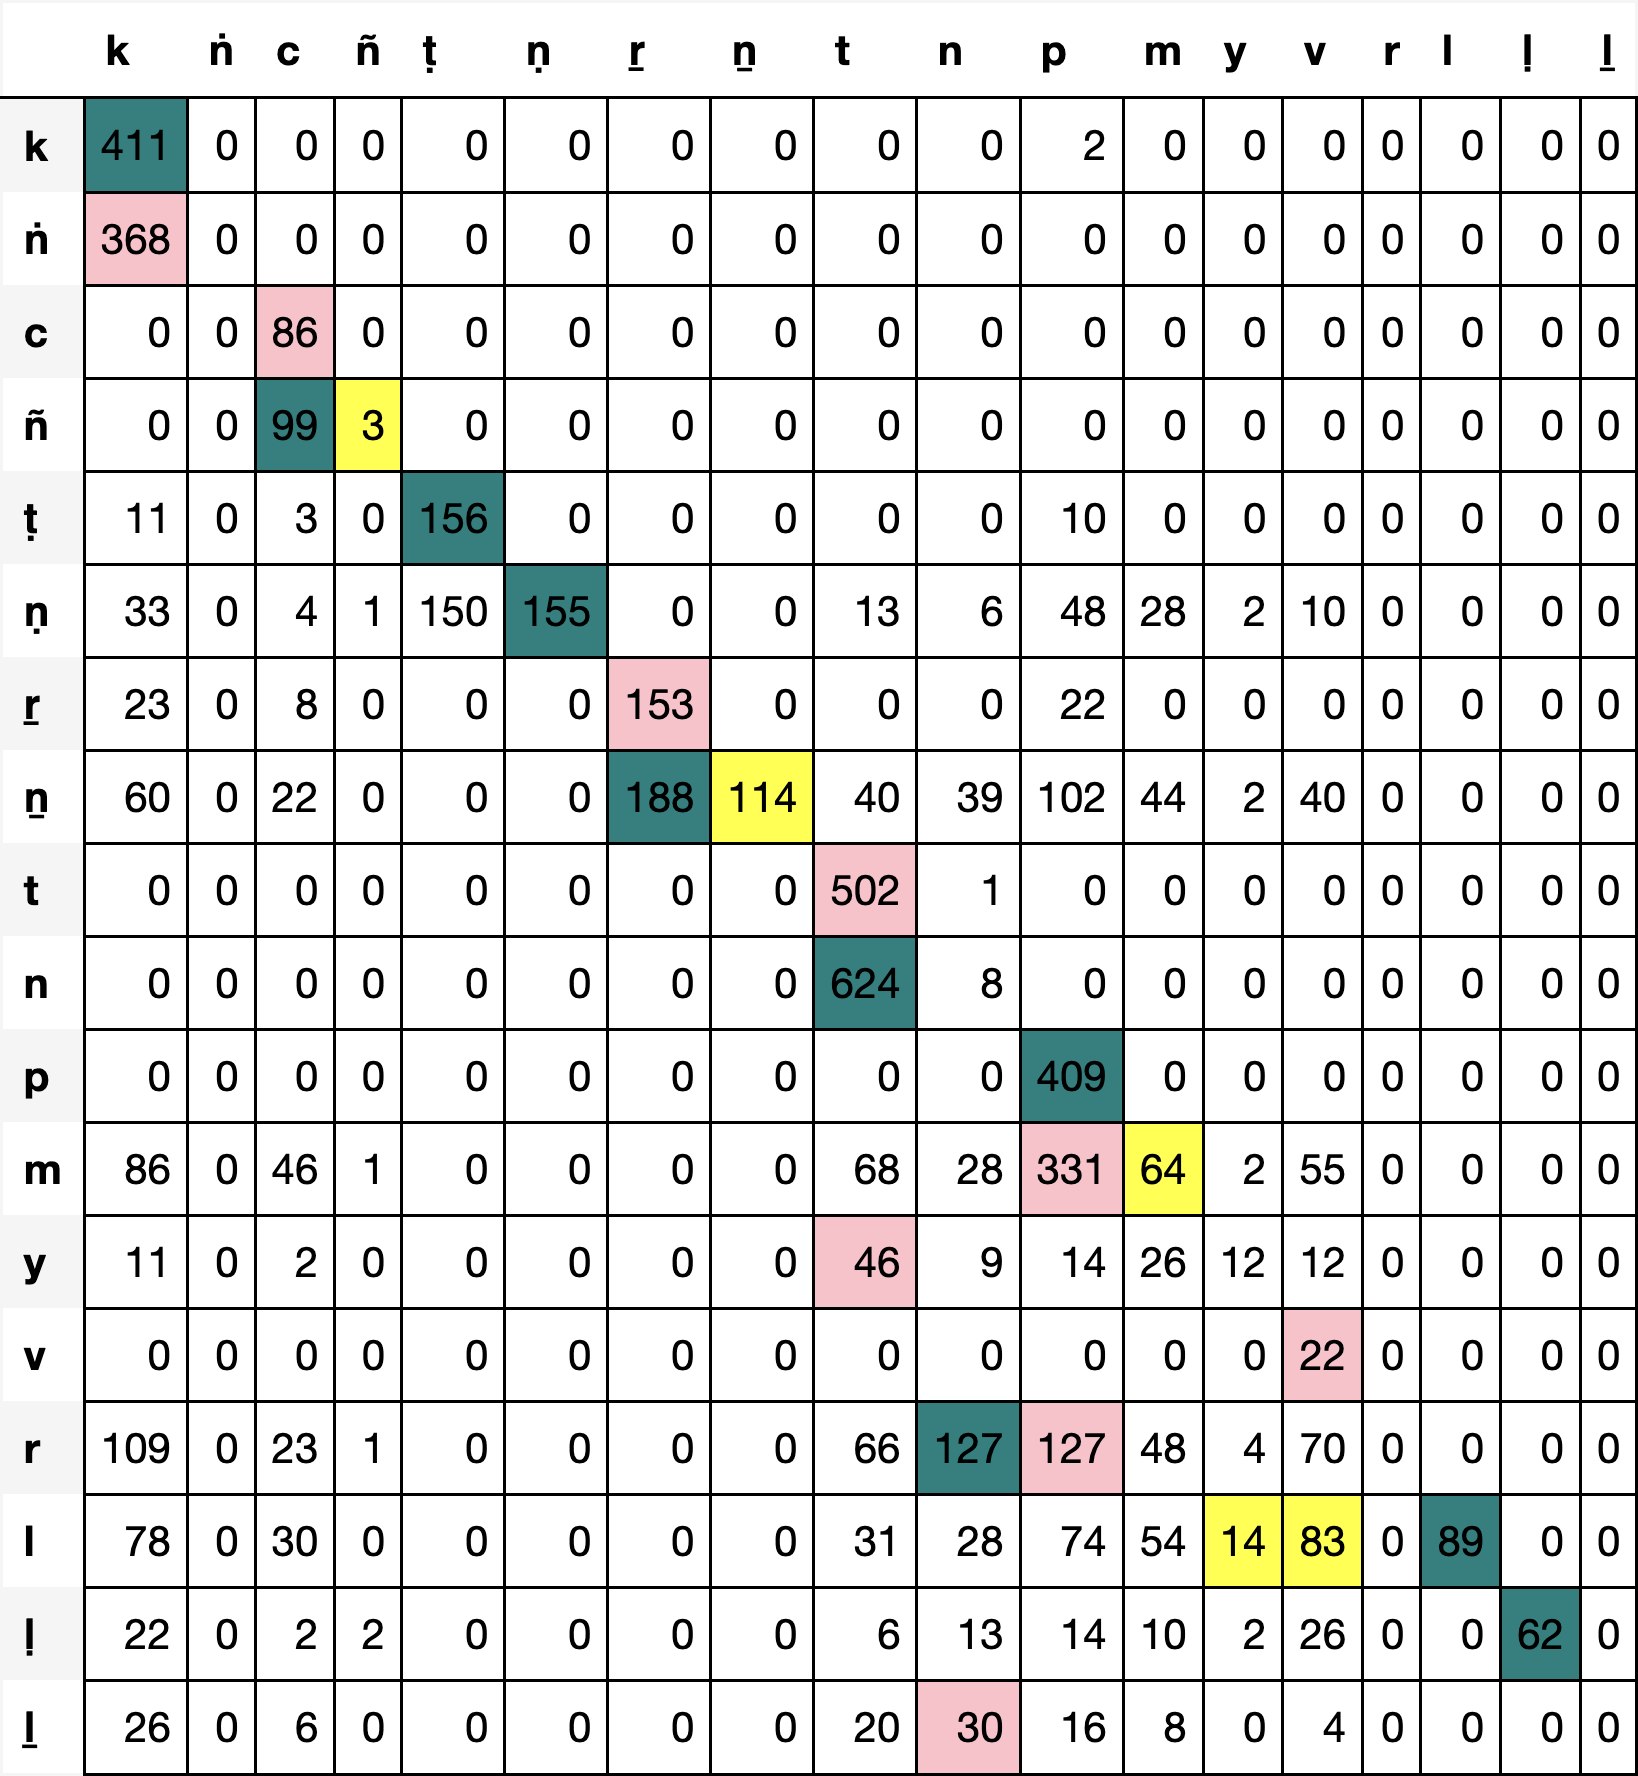 k ṅ c ñ ṭ ṇ ṟ ṉ t n p m y v r l ḷ ḻ
k 411 0 0 0 0 0 0 0 0 0 2 0 0 0 0 0 0 0
ṅ 368 0 0 0 0 0 0 0 0 0 0 0 0 0 0 0 0 0
c 0 0 86 0 0 0 0 0 0 0 0 0 0 0 0 0 0 0
ñ 0 0 99 3 0 0 0 0 0 0 0 0 0 0 0 0 0 0
ṭ 11 0 3 0 156 0 0 0 0 0 10 0 0 0 0 0 0 0
ṇ 33 0 4 1 150 155 0 0 13 6 48 28 2 10 0 0 0 0
ṟ 23 0 8 0 0 0 153 0 0 0 22 0 0 0 0 0 0 0
ṉ 60 0 22 0 0 0 188 114 40 39 102 44 2 40 0 0 0 0
t 0 0 0 0 0 0 0 0 502 1 0 0 0 0 0 0 0 0
n 0 0 0 0 0 0 0 0 624 8 0 0 0 0 0 0 0 0
p 0 0 0 0 0 0 0 0 0 0 409 0 0 0 0 0 0 0
m 86 0 46 1 0 0 0 0 68 28 331 64 2 55 0 0 0 0
y 11 0 2 0 0 0 0 0 46 9 14 26 12 12 0 0 0 0
v 0 0 0 0 0 0 0 0 0 0 0 0 0 22 0 0 0 0
r 109 0 23 1 0 0 0 0 66 127 127 48 4 70 0 0 0 0
l 78 0 30 0 0 0 0 0 31 28 74 54 14 83 0 89 0 0
ḷ 22 0 2 2 0 0 0 0 6 13 14 10 2 26 0 0 62 0
ḻ 26 0 6 0 0 0 0 0 20 30 16 8 0 4 0 0 0 0